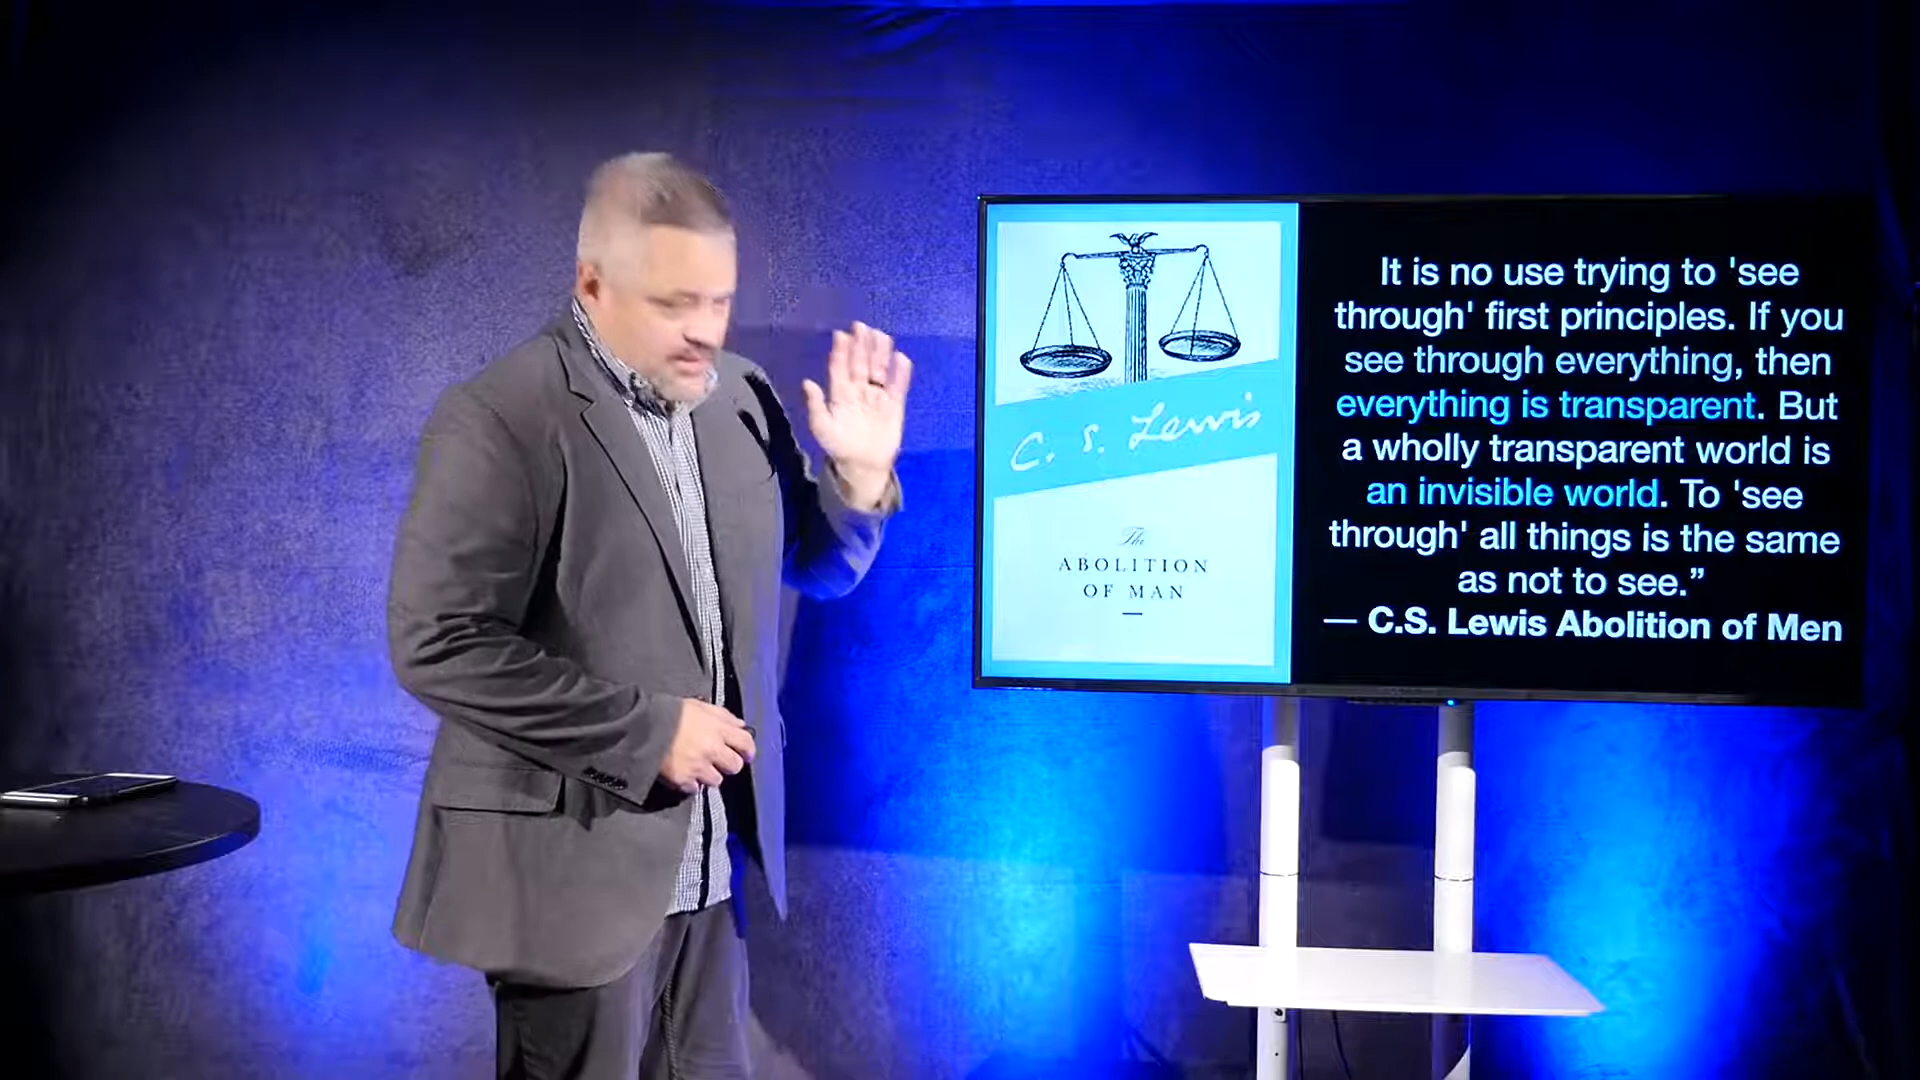 C. S. Lewis
The
ABOLITION
OF MAN
It is no use trying to 'see
through' first principles. If you
see through everything, then
everything is transparent. But
a wholly transparent world is
an invisible world. To 'see
through' all things is the same
as not to see.”
— C.S. Lewis Abolition of Men